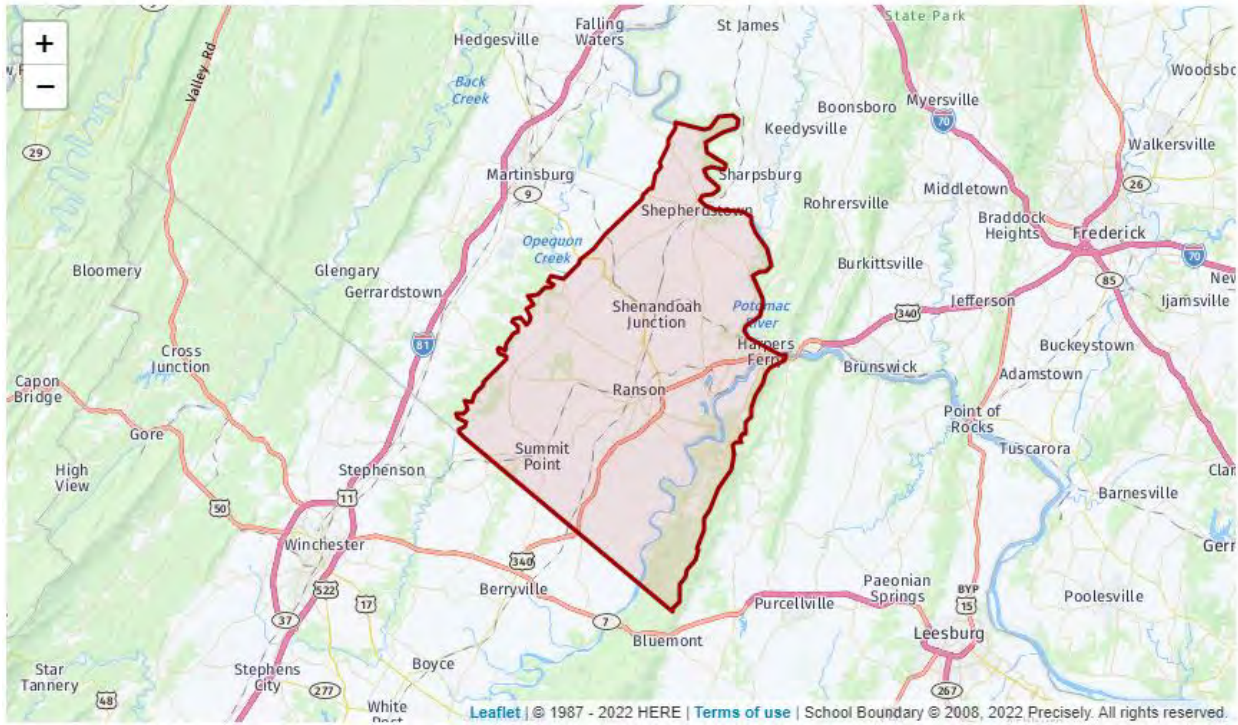 +
−
Falling
Waters
St James
State Park
Hedgesville
Valley Rd
Back
Creek
Boonsboro
Myersville
70
Keedysville
Walkersville
29
Martinsburg
9
Sharpsburg
Middletown
26
Shepherdstown
Rohrersville
Braddock
Heights
Frederick
Opequon
Creek
70
Bloomery
Glengary
Burkittsville
85
Gerrardstown
Jefferson
Ijamsville
Shenandoah
Junction
Potomac
River
340
81
Harpers
Ferry
Buckeystown
Cross
Junction
Brunswick
Adamstown
Capon
Bridge
Ranson
Point of
Rocks
Gore
Tuscarora
Summit
Point
High
View
Stephenson
11
Barnesville
50
Winchester
340
522
Berryville
17
Paeonian
Springs
BYP
15
Poolesville
Purcellville
37
7
Bluemont
Leesburg
Star
Tannery
Stephens
City
Boyce
277
267
48
White
Leaflet | © 1987 - 2022 HERE | Terms of use | School Boundary © 2008, 2022 Precisely. All rights reserved.